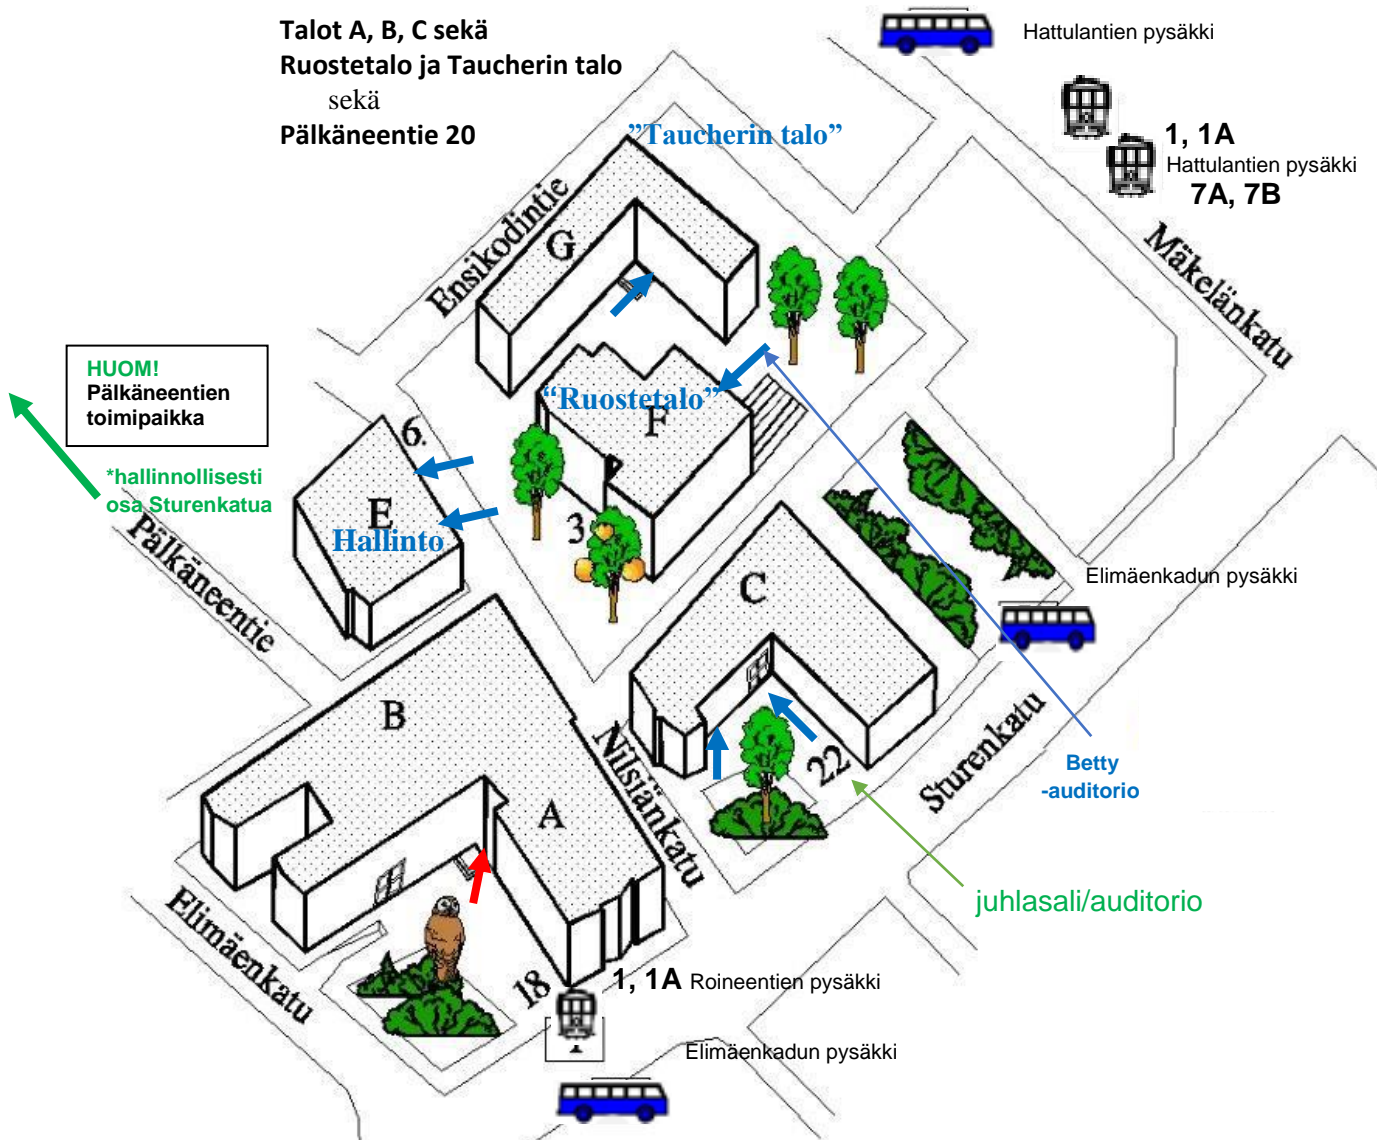 Talot A, B, C sekä
Ruostetalo ja Taucherin talo
sekä
Pälkäneentie 20
Hattulantien pysäkki
1, 1A
Hattulantien pysäkki
7A, 7B
”Taucherin talo”
Ensikodintie
G
Mäkelänkatu
HUOM!
Pälkäneentien
toimipaikka
*hallinnollisesti
osa Sturenkatua
“Ruostetalo”
F
6.
E
Hallinto
3
Pälkäneentie
C
Elimäenkadun pysäkki
B
Nilsiänkatu
22
Sturenkatu
Betty
-auditorio
A
juhlasali/auditorio
Elimäenkatu
18
1, 1A Roineentien pysäkki
Elimäenkadun pysäkki